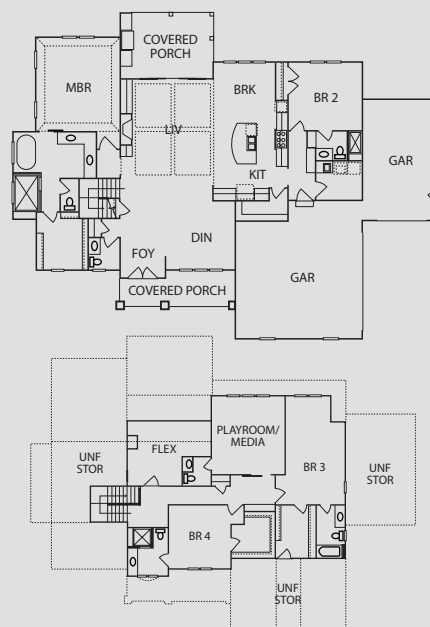 COVERED
PORCH
MBR
BRK
BR 2
LIV
GAR
KIT
DIN
FOY
GAR
COVERED PORCH
PLAYROOM/
MEDIA
FLEX
UNF
STOR
BR 3
UNF
STOR
BR 4
UNF
STOR